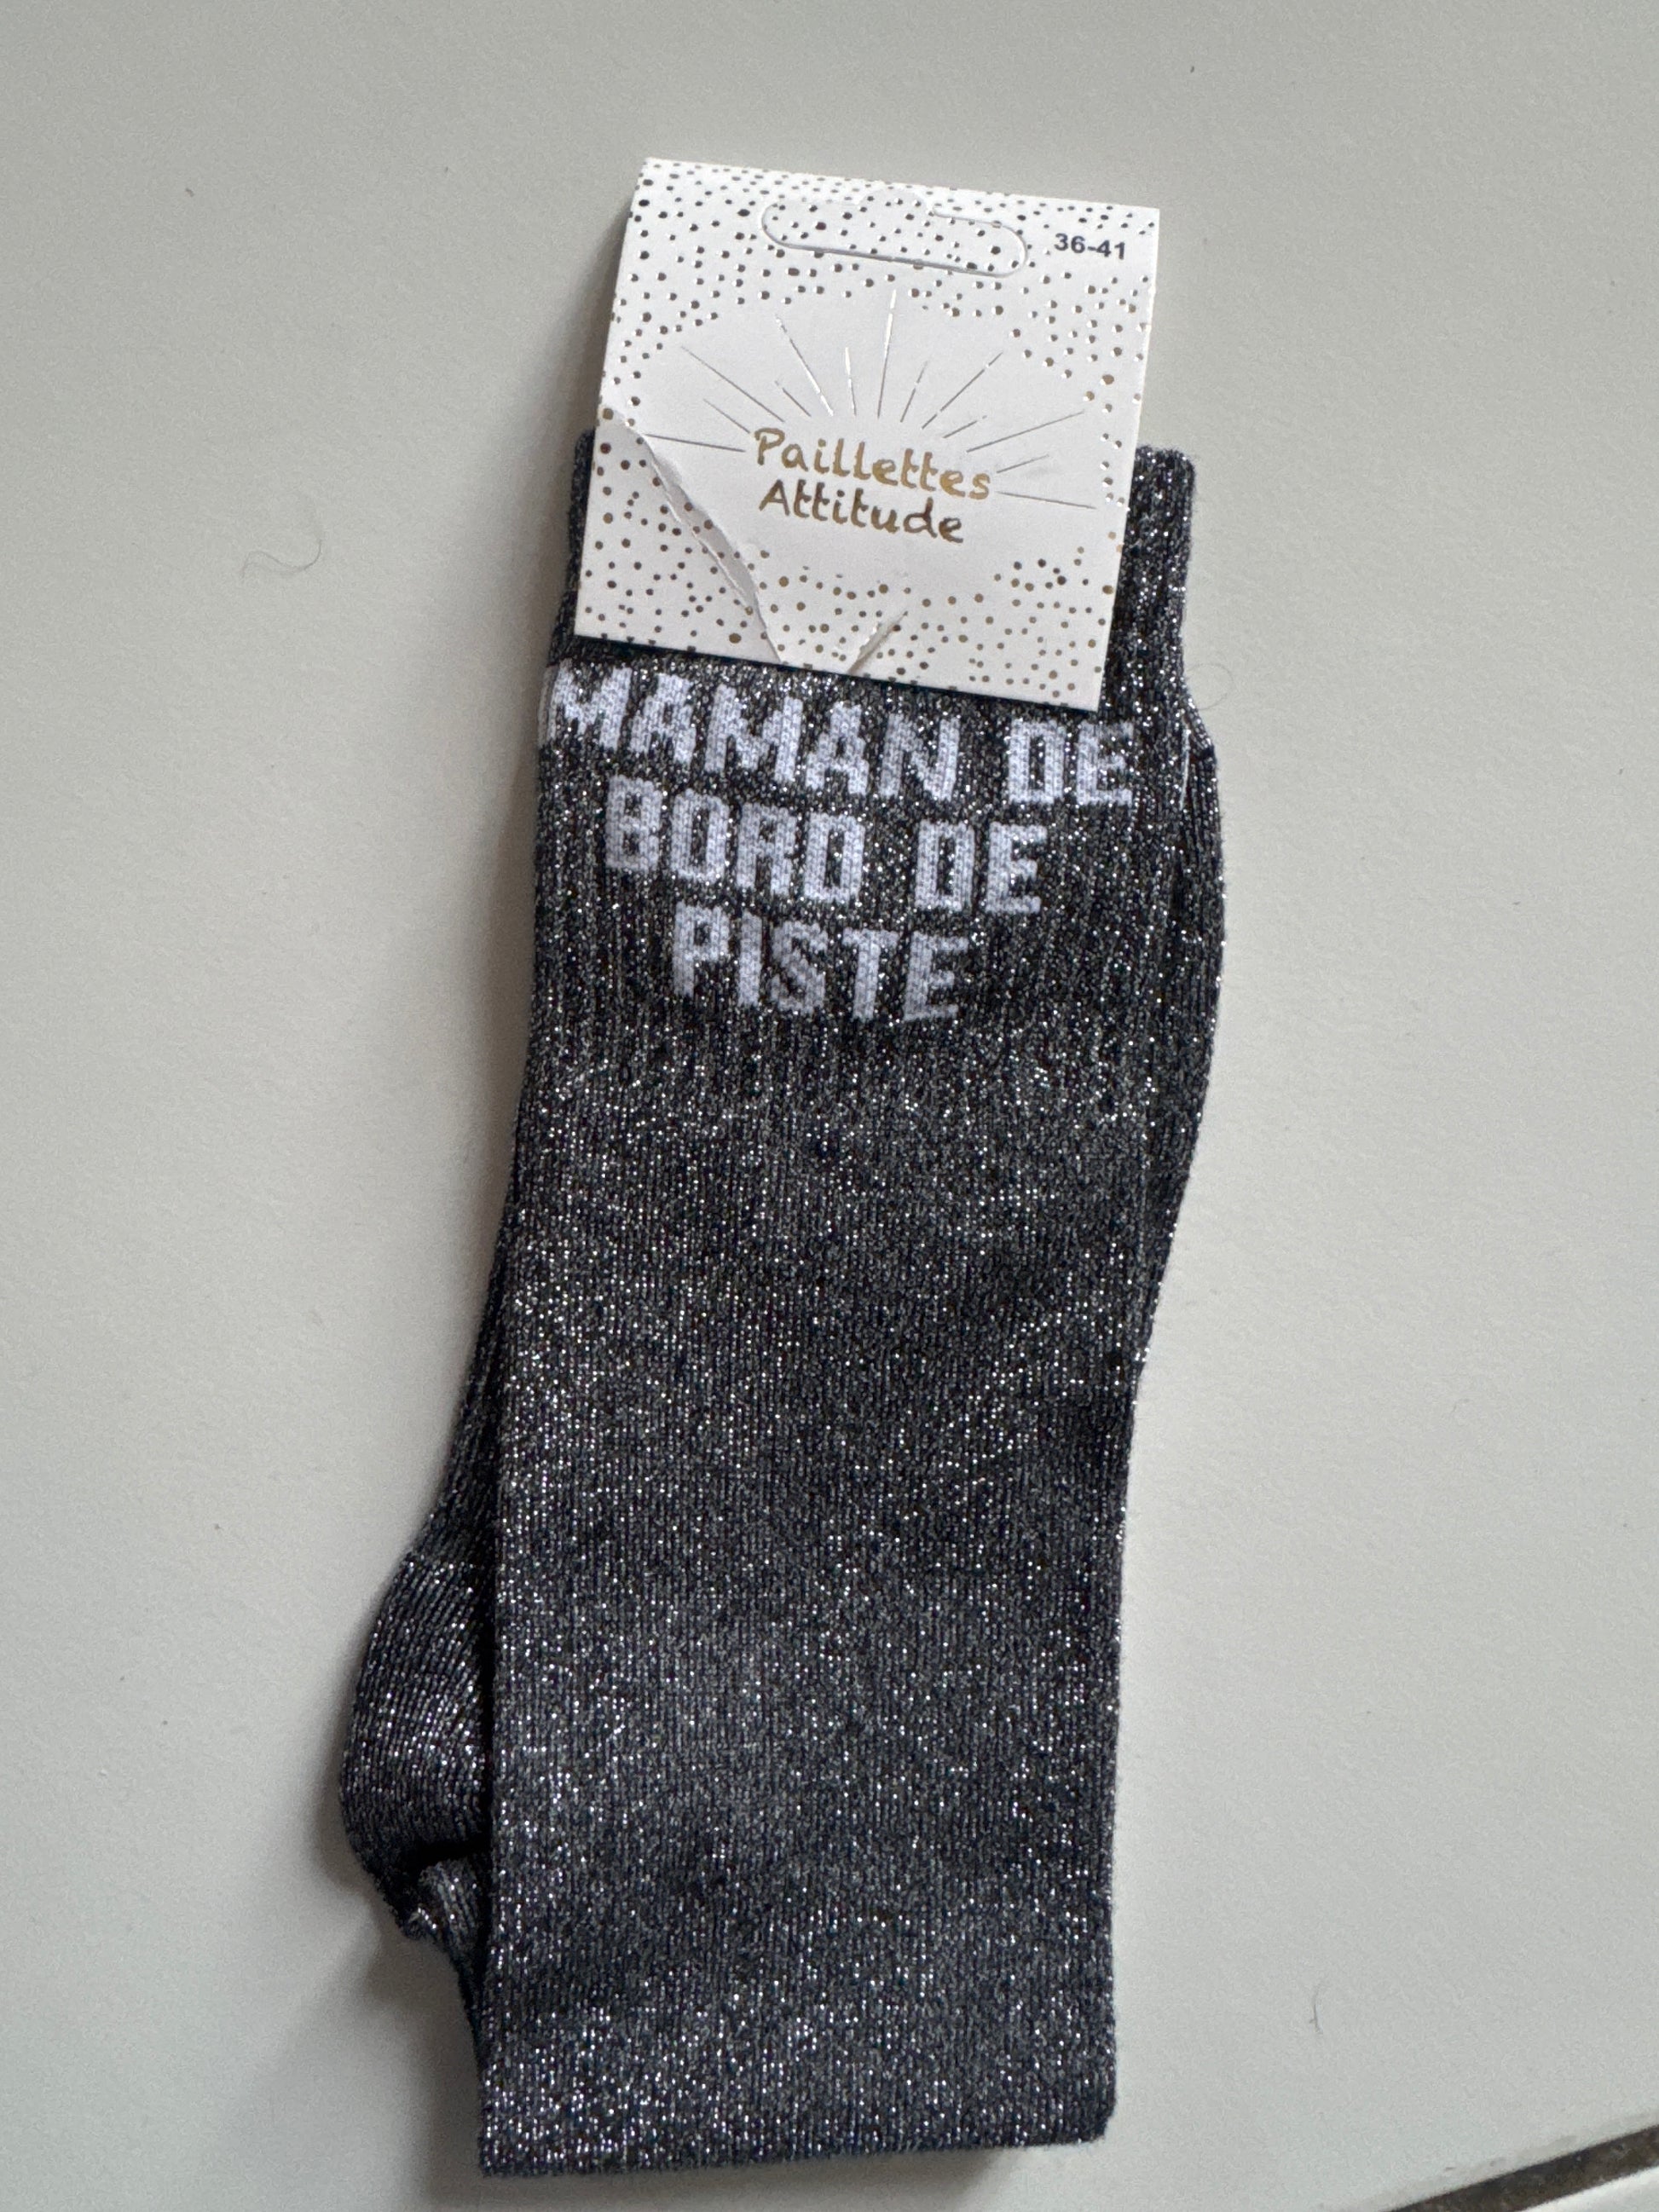 36-41
Paillettes
Attitude
MAMAN DE
BORD DE
PISTE